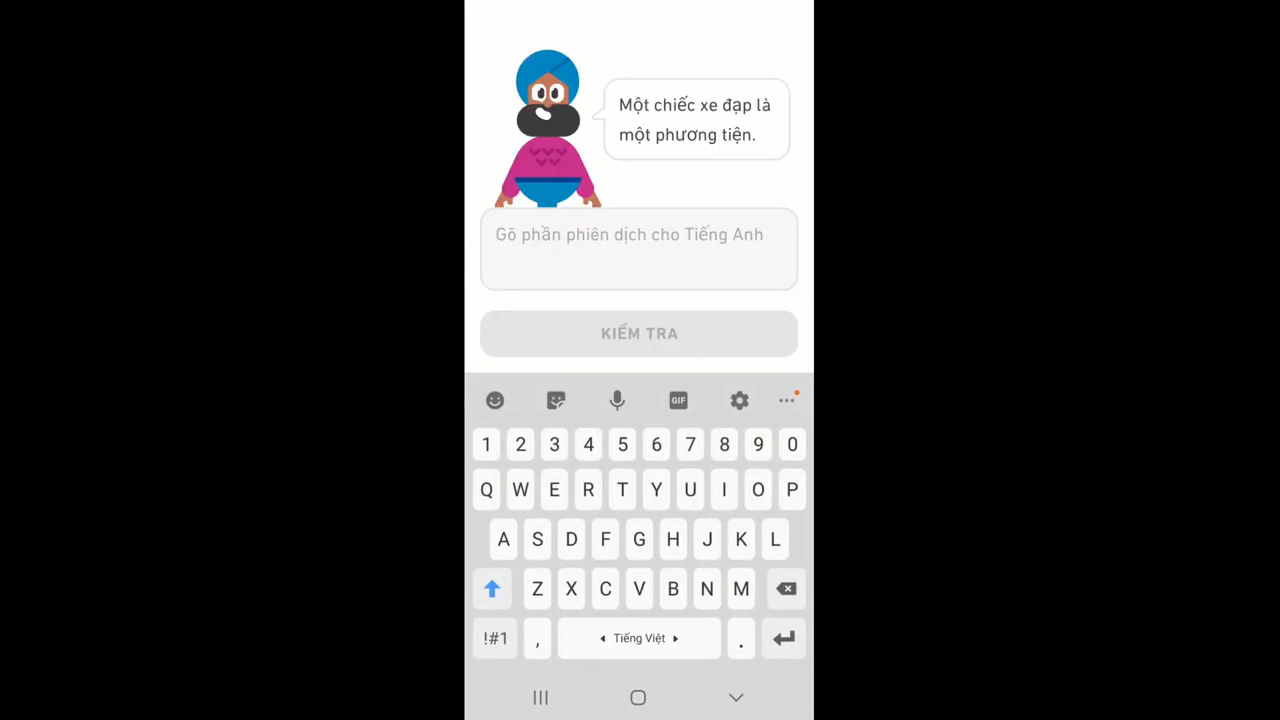 Một chiếc xe đạp là
một phương tiện.
Gõ phần phiên dịch cho Tiếng Anh
KIỂM TRA
GIF
1 2 3 4 5 6 7 8 9 0
Q W E R T Y U I O P
A S D F G H J K L
Z X C V B N M
!#1 , Tiếng Việt .